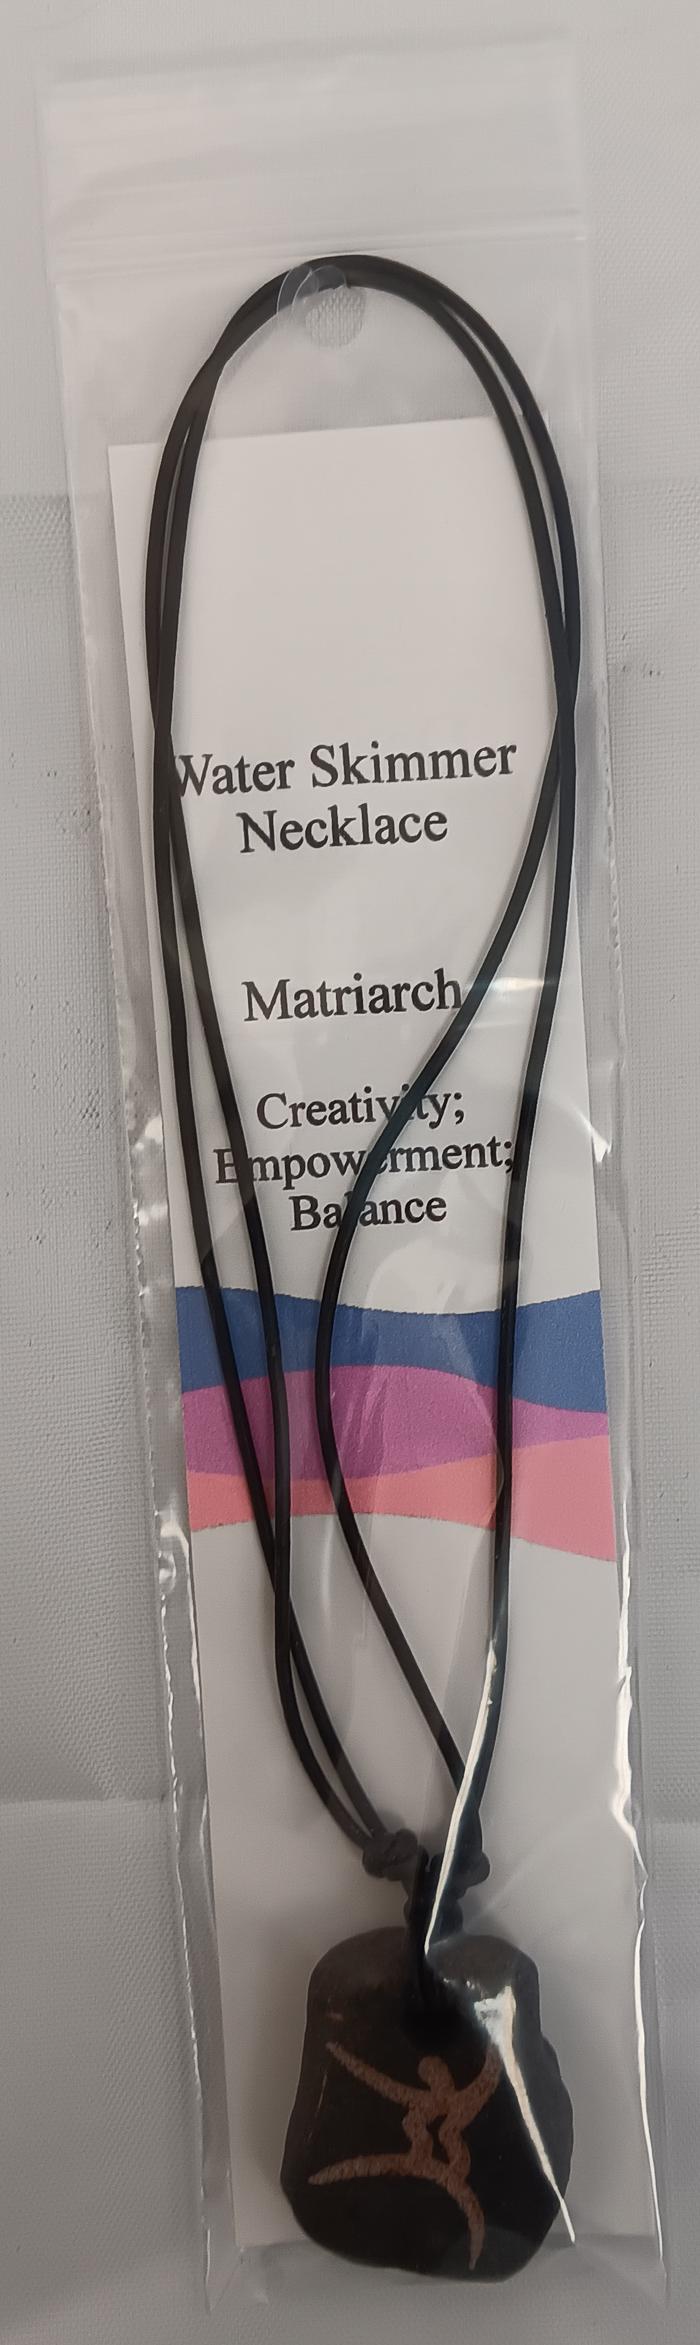 Water Skimmer
Necklace
Matriarch
Creativity;
Empowerment;
Balance